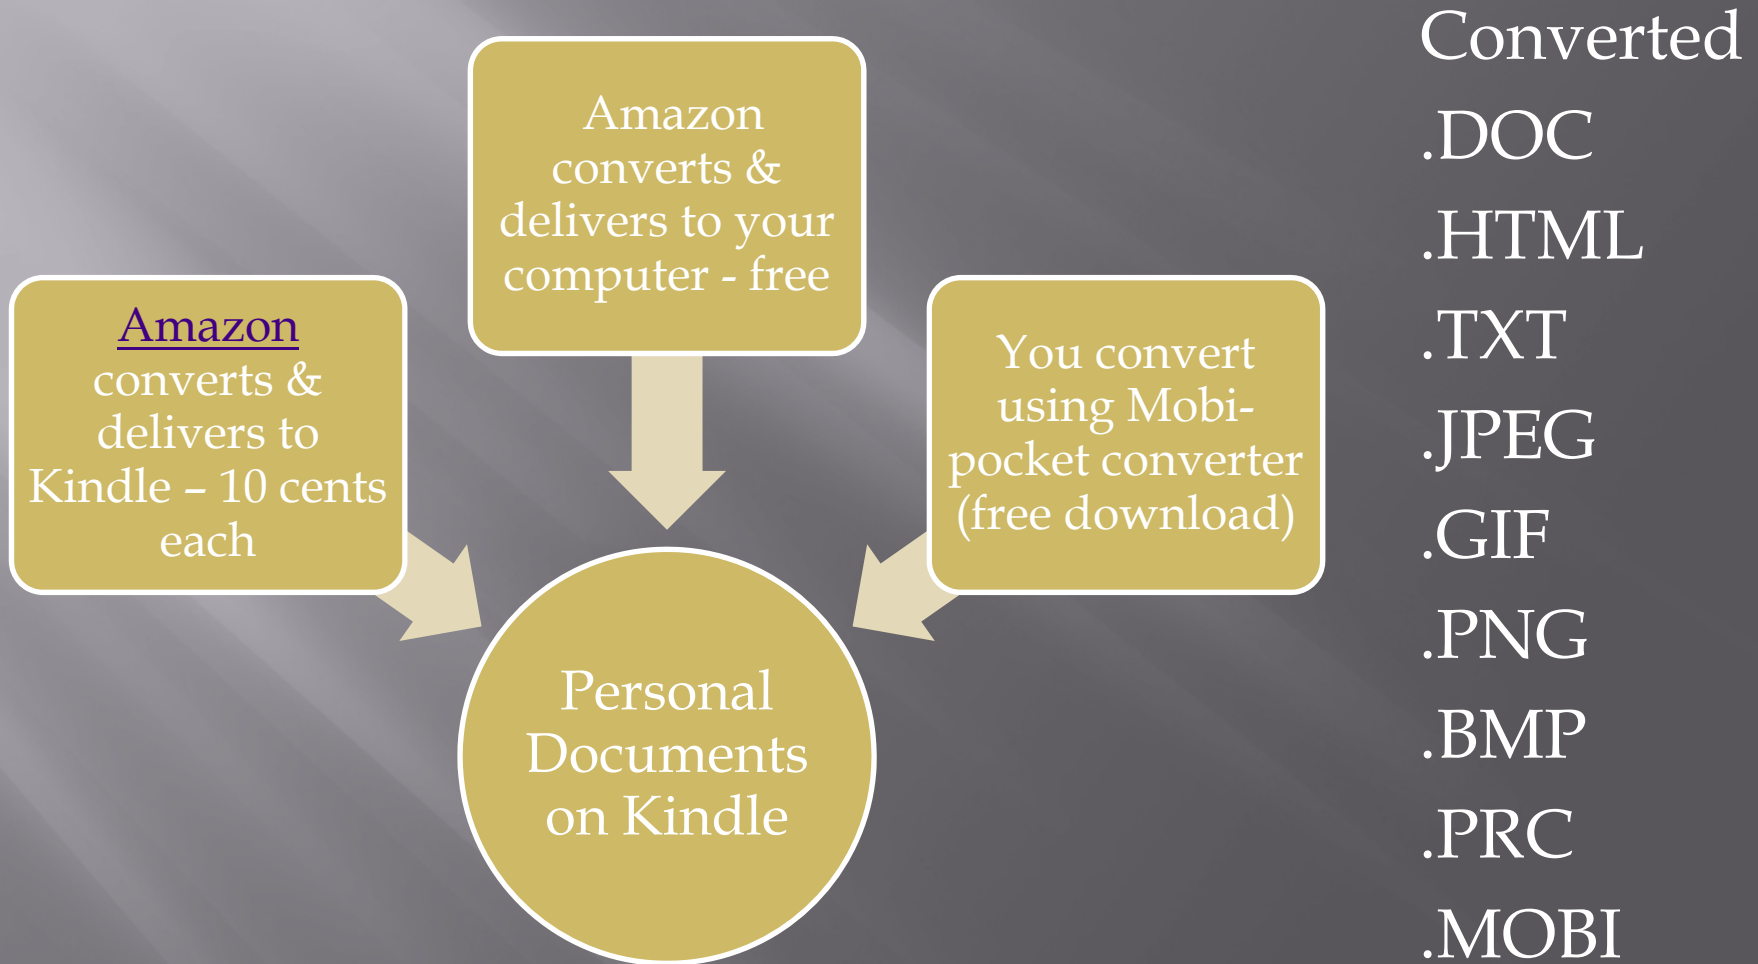 Amazon
converts &
delivers to
Kindle – 10 cents
each
Amazon
converts &
delivers to your
computer - free
You convert
using Mobi-
pocket converter
(free download)
Personal
Documents
on Kindle
Converted
.DOC
.HTML
.TXT
.JPEG
.GIF
.PNG
.BMP
.PRC
.MOBI